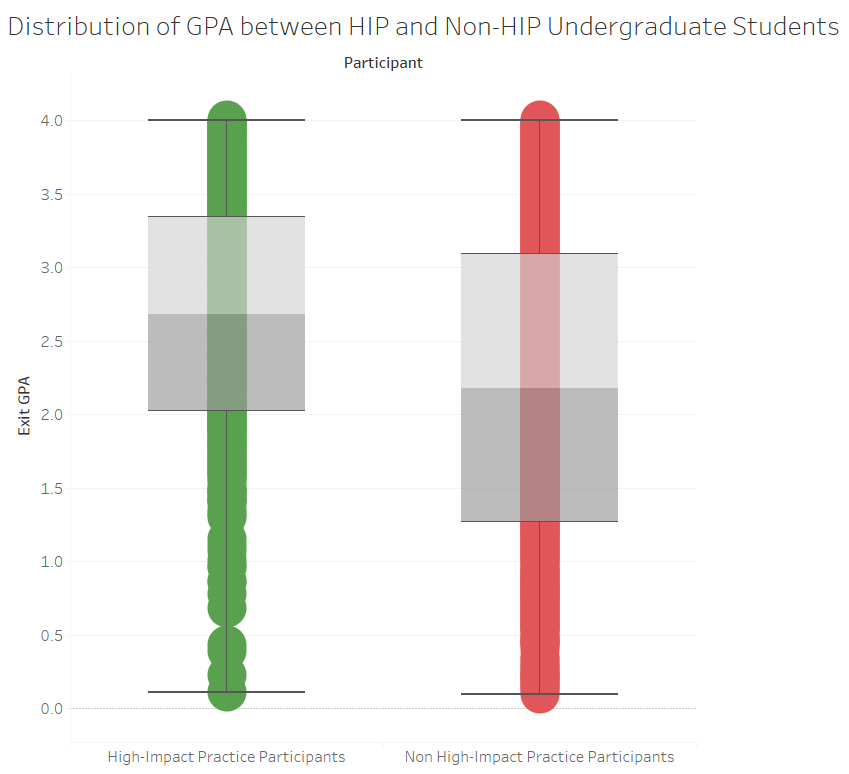 Distribution of GPA between HIP and Non-HIP Undergraduate Students
Participant
4.0
3.5
3.0
2.5
2.0
1.5
1.0
0.5
0.0
Exit GPA
High-Impact Practice Participants
Non High-Impact Practice Participants